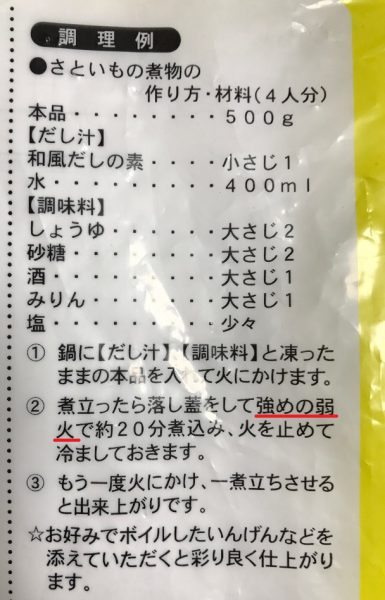 調理例
●さといもの煮物の
作り方・材料(4人分)
本品・・・・・・・・・500g
【だし汁】
和風だしの素・・・・小さじ1
水・・・・・・・・・・400ml
【調味料】
しょうゆ・・・・・・大さじ2
砂糖・・・・・・・・大さじ2
酒・・・・・・・・・大さじ1
みりん・・・・・・・大さじ1
塩・・・・・・・・・少々
① 鍋に【だし汁】【調味料】と凍った
ままの本品を入れて火にかけます。
② 煮立ったら落し蓋をして強めの弱
火で約20分煮込み、火を止めて
冷ましておきます。
③ もう一度火にかけ、一煮立ちさせる
と出来上がりです。
☆お好みでボイルしたいんげんなどを
添えていただくと彩り良く仕上がり
ます。